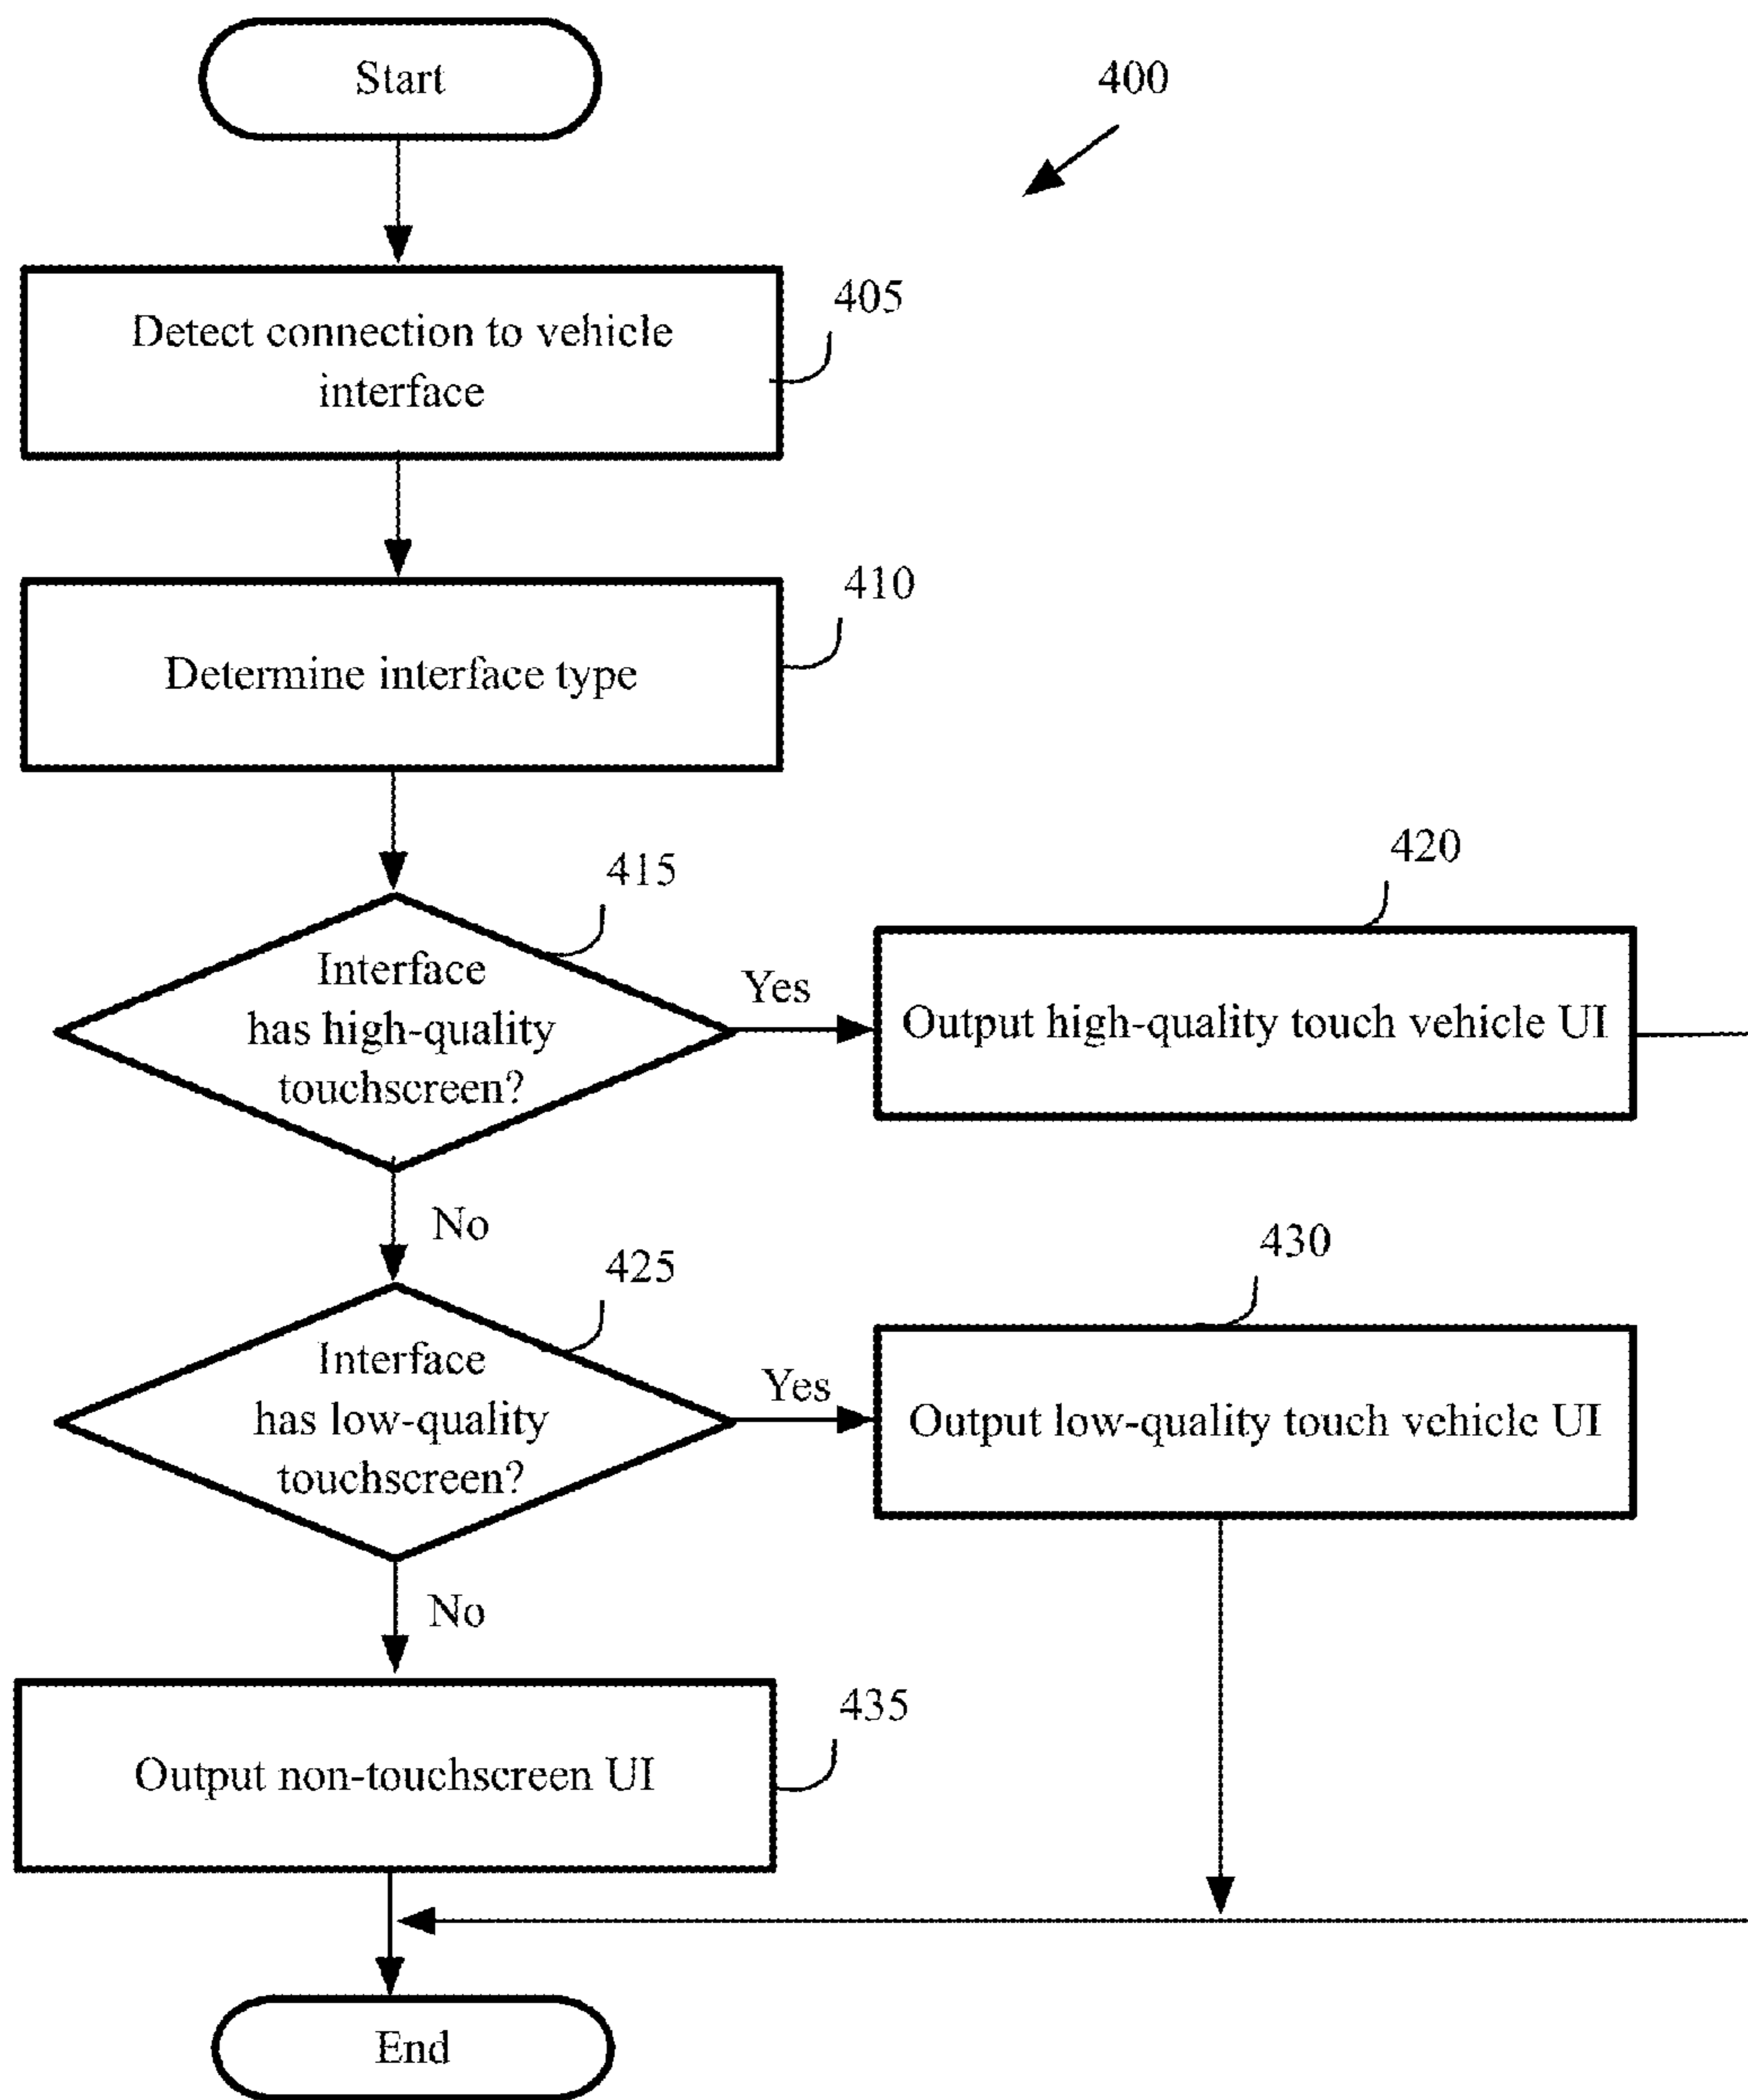 Start
400
Detect connection to vehicle
interface
405
Determine interface type
410
Interface
has high-quality
touchscreen?
415
Yes
Output high-quality touch vehicle UI
420
No
Interface
has low-quality
touchscreen?
425
Yes
Output low-quality touch vehicle UI
430
No
Output non-touchscreen UI
435
End